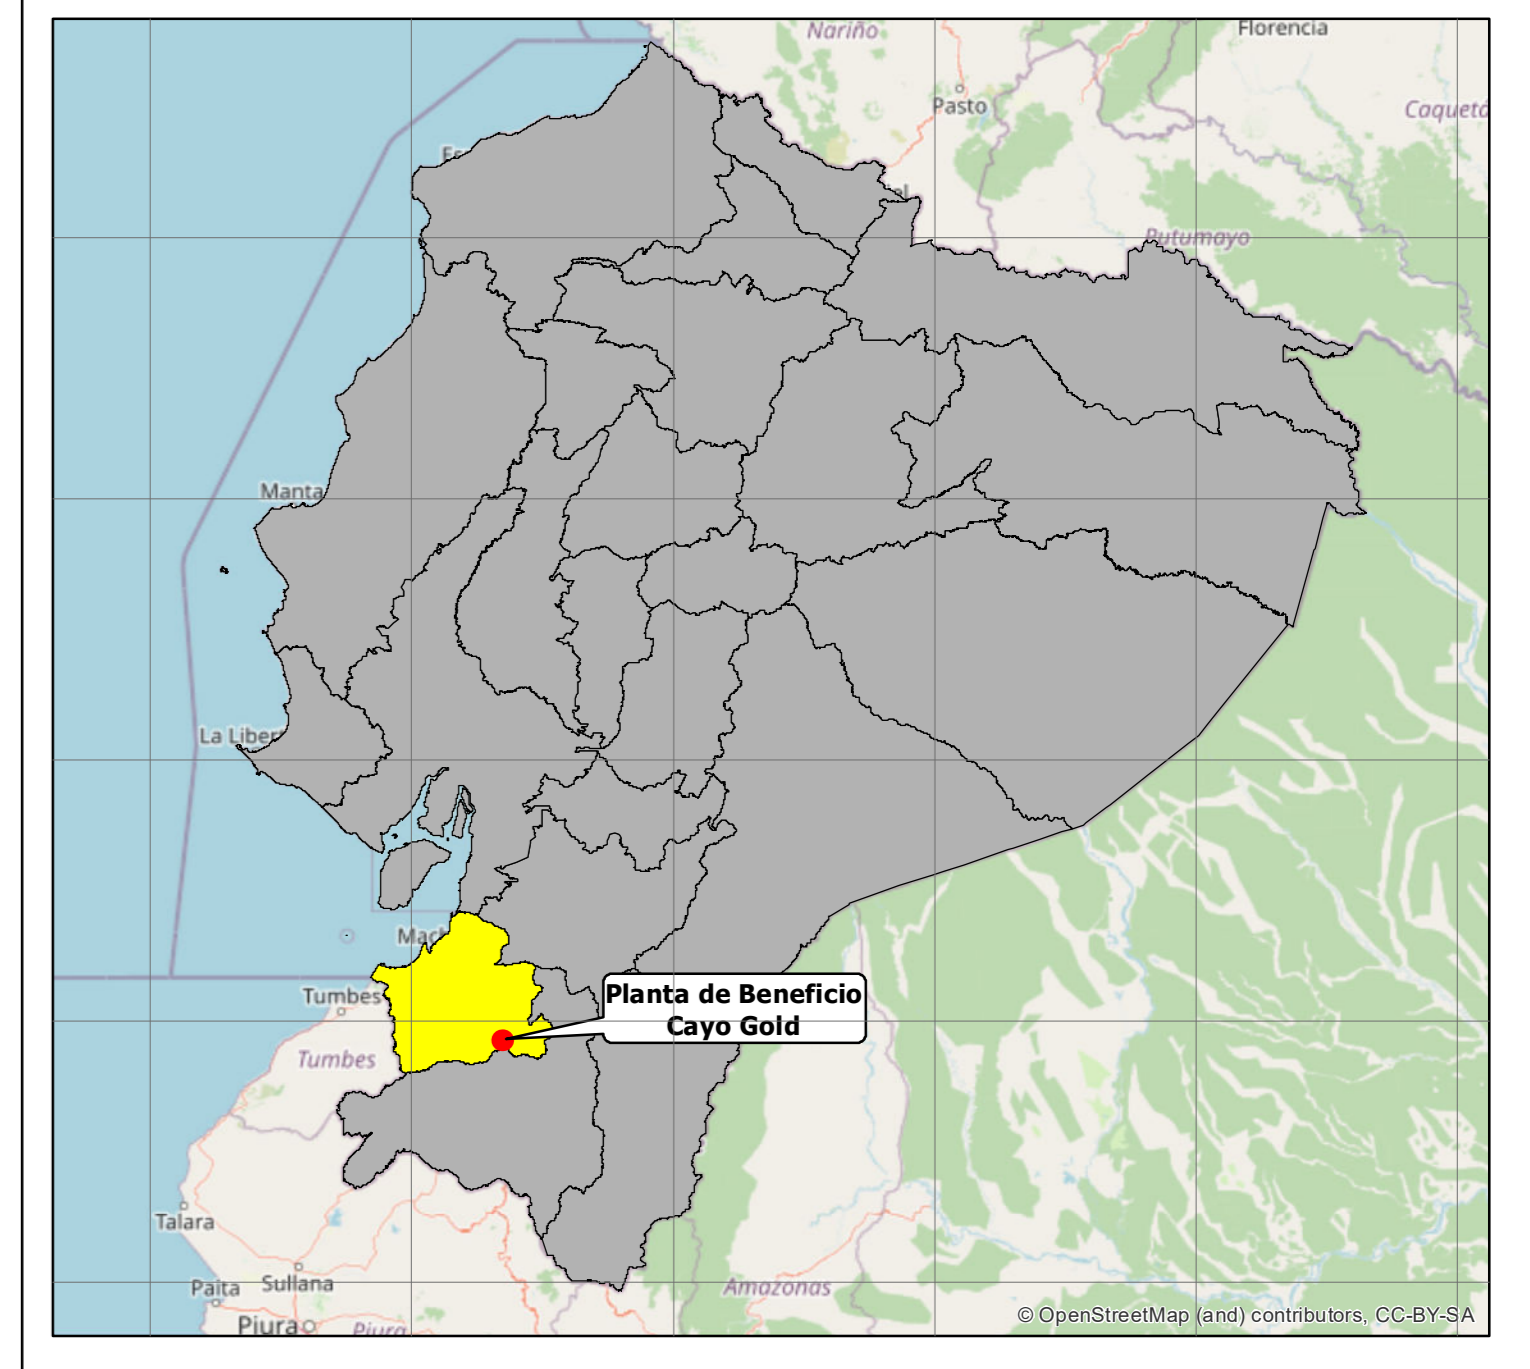 Nariño
Florencia
Pasto
Caquetá
Putumayo
Manta
La Liber
Mach
Tumbes
Planta de Beneficio
Cayo Gold
Tumbes
Talara
Paita
Sullana
Amazonas
Piura
Piura
© OpenStreetMap (and) contributors, CC-BY-SA